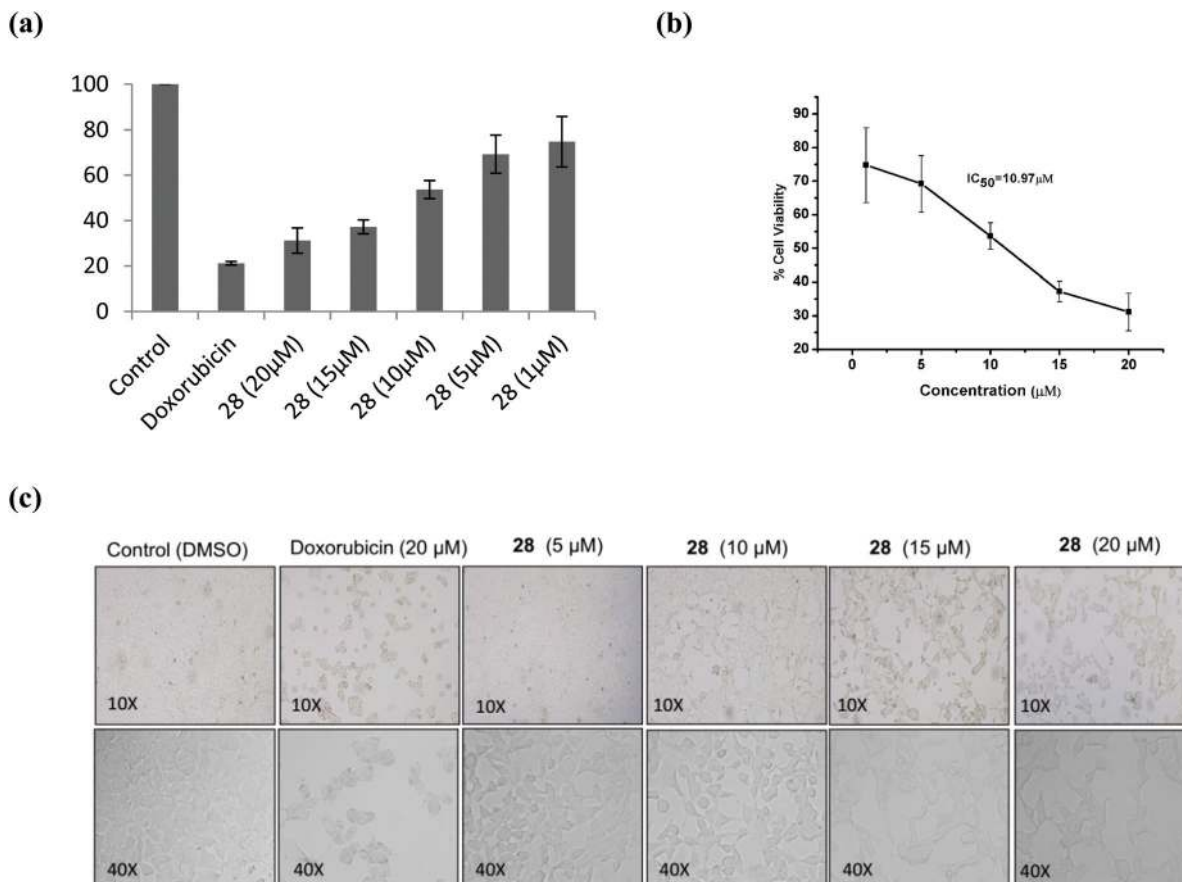 (a)
100
80
60
40
20
0
Control
Doxorubicin
28 (20μM)
28 (15μM)
28 (10μM)
28 (5μM)
28 (1μM)
(b)
90
80
70
60
50
40
30
20
% Cell Viability
IC50=10.97μM
0 5 10 15 20
Concentration (μM)
(c)
Control (DMSO) Doxorubicin (20 μM) 28 (5 μM) 28 (10 μM) 28 (15 μM) 28 (20 μM)
10X 10X 10X 10X 10X 10X
40X 40X 40X 40X 40X 40X